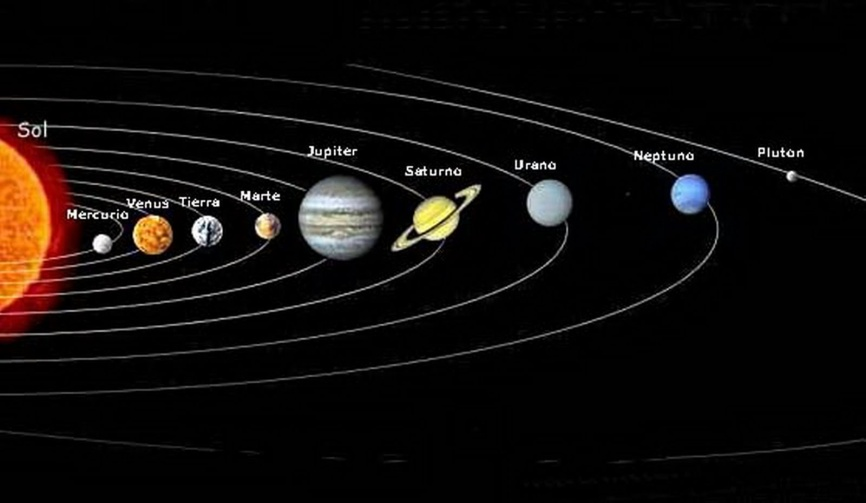 Sol
Mercurio
Venus
Tierra
Marte
Jupiter
Saturno
Urano
Neptuno
Pluton